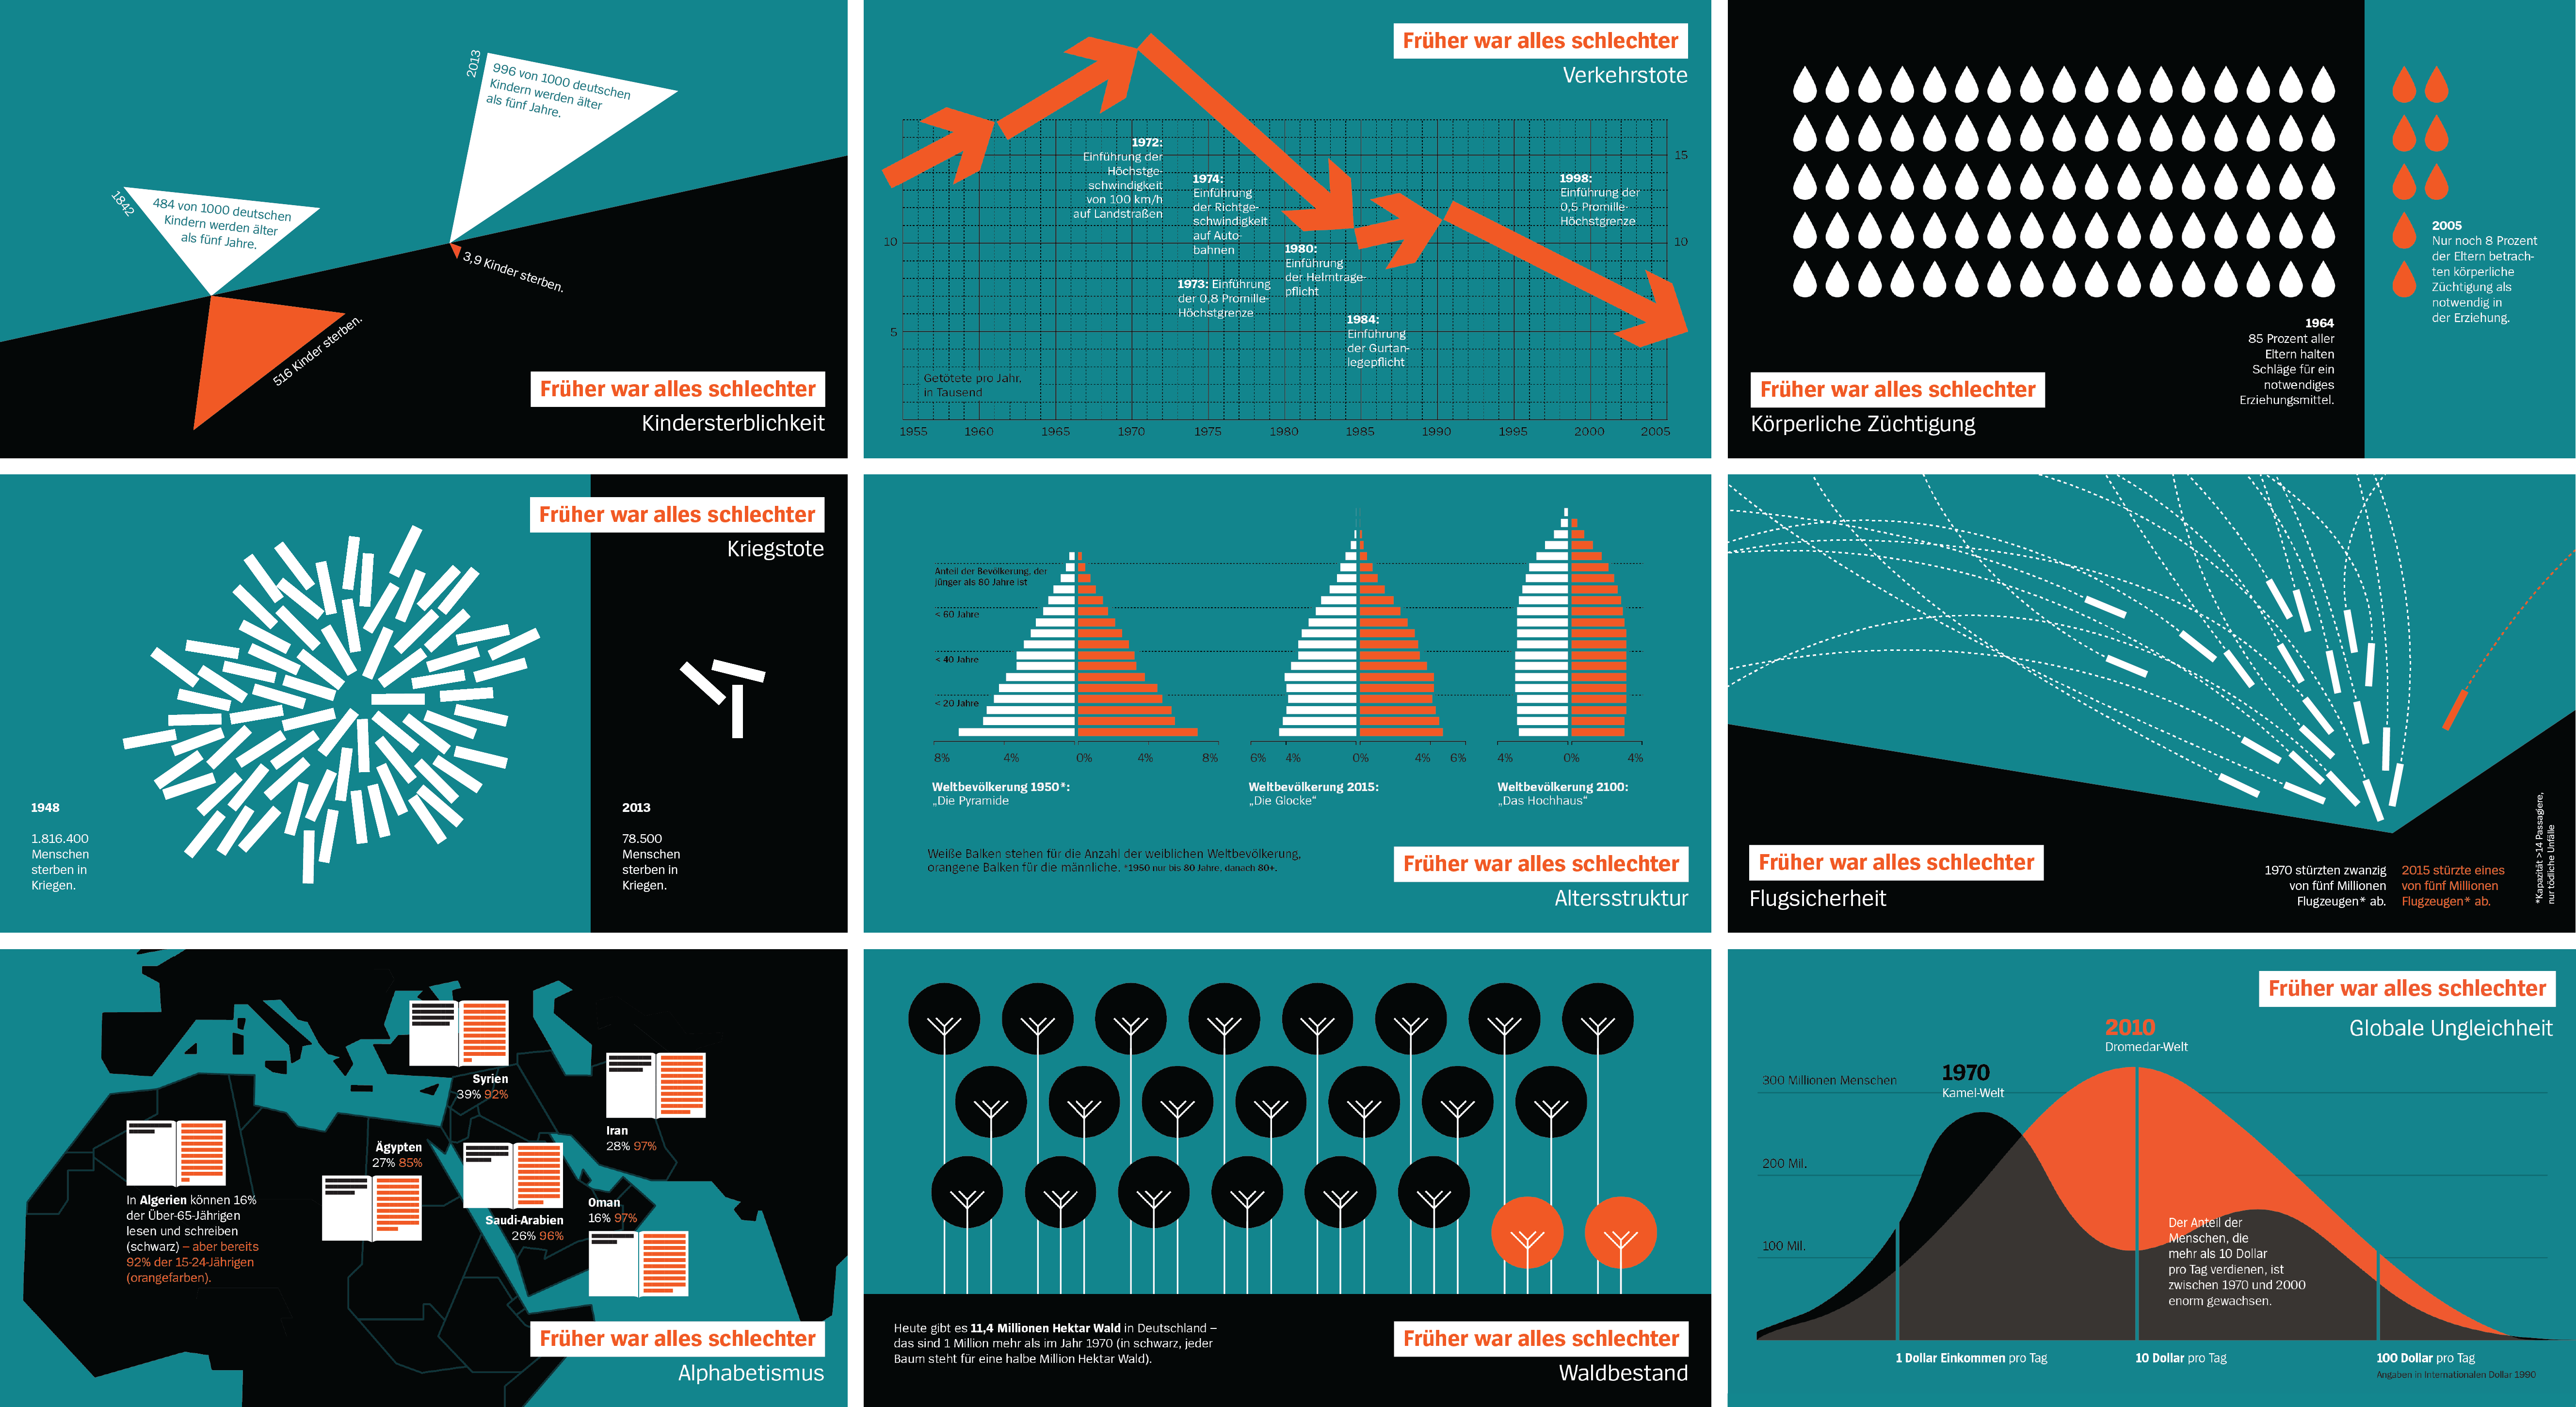 2013
996 von 1000 deutschen
Kindern werden älter
als fünf Jahre.
1842
484 von 1000 deutschen
Kindern werden älter
als fünf Jahre.
3,9 Kinder sterben.
516 Kinder sterben.
Früher war alles schlechter
Kindersterblichkeit
Früher war alles schlechter
Verkehrstote
1972:
Einführung der
Höchstge-
schwindigkeit
von 100 km/h
auf Landstraßen
1974:
Einführung
der Richtge-
schwindigkeit
auf Auto-
bahnen
1973: Einführung
der 0,8 Promille-
Höchstgrenze
1980:
Einführung
der Helmtrage-
pflicht
1984:
Einführung
der Gurtan-
legepflicht
1998:
Einführung der
0,5 Promille-
Höchstgrenze
15
10
10
5
Getötete pro Jahr,
in Tausend
1955 1960 1965 1970 1975 1980 1985 1990 1995 2000 2005
2005
Nur noch 8 Prozent
der Eltern betrach-
ten körperliche
Züchtigung als
notwendig in
der Erziehung.
1964
85 Prozent aller
Eltern halten
Schläge für ein
notwendiges
Erziehungsmittel.
Früher war alles schlechter
Körperliche Züchtigung
Früher war alles schlechter
Kriegstote
1948
1.816.400
Menschen
sterben in
Kriegen.
2013
78.500
Menschen
sterben in
Kriegen.
Anteil der Bevölkerung, der
jünger als 80 Jahre ist
< 60 Jahre
< 40 Jahre
< 20 Jahre
8% 4% 0% 4% 8%
6% 4% 0% 4% 6%
4% 0% 4%
Weltbevölkerung 1950*:
„Die Pyramide
Weltbevölkerung 2015:
„Die Glocke“
Weltbevölkerung 2100:
„Das Hochhaus“
Weiße Balken stehen für die Anzahl der weiblichen Weltbevölkerung,
orangene Balken für die männliche. *1950 nur bis 80 Jahre, danach 80+.
Früher war alles schlechter
Altersstruktur
Früher war alles schlechter
Flugsicherheit
1970 stürzten zwanzig
von fünf Millionen
Flugzeugen* ab.
2015 stürzte eines
von fünf Millionen
Flugzeugen* ab.
*Kapazität >14 Passagiere,
nur tödliche Unfälle
Syrien
39% 92%
Iran
28% 97%
Ägypten
27% 85%
Saudi-Arabien
26% 96%
Oman
16% 97%
In Algerien können 16%
der Über-65-Jährigen
lesen und schreiben
(schwarz) – aber bereits
92% der 15-24-Jährigen
(orangefarben).
Früher war alles schlechter
Alphabetismus
Heute gibt es 11,4 Millionen Hektar Wald in Deutschland –
das sind 1 Million mehr als im Jahr 1970 (in schwarz, jeder
Baum steht für eine halbe Million Hektar Wald).
Früher war alles schlechter
Waldbestand
Früher war alles schlechter
Globale Ungleichheit
2010
Dromedar-Welt
1970
Kamel-Welt
300 Millionen Menschen
200 Mil.
100 Mil.
Der Anteil der
Menschen, die
mehr als 10 Dollar
pro Tag verdienen, ist
zwischen 1970 und 2000
enorm gewachsen.
1 Dollar Einkommen pro Tag
10 Dollar pro Tag
100 Dollar pro Tag
Angaben in Internationalen Dollar 1990